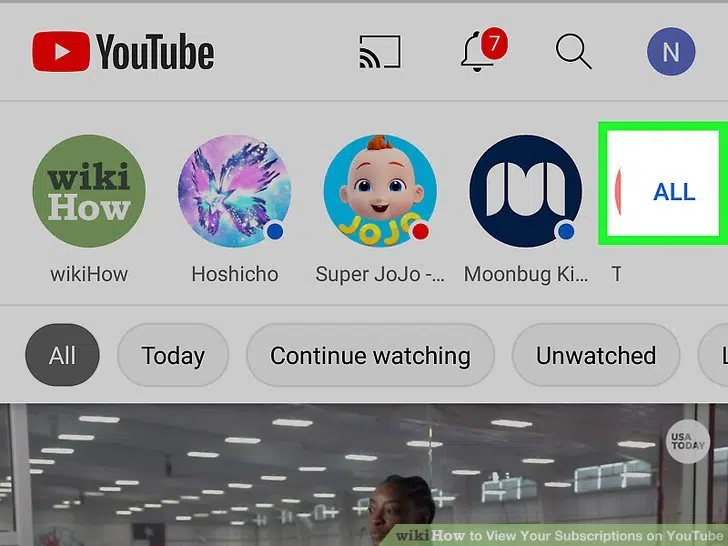 YouTube
7
N
wiki
How
JOJO
ALL
wikiHow
Hoshicho
Super JoJo -...
Moonbug Ki...
T
All
Today
Continue watching
Unwatched
L
USA
TODAY
wikiHow to View Your Subscriptions on YouTube